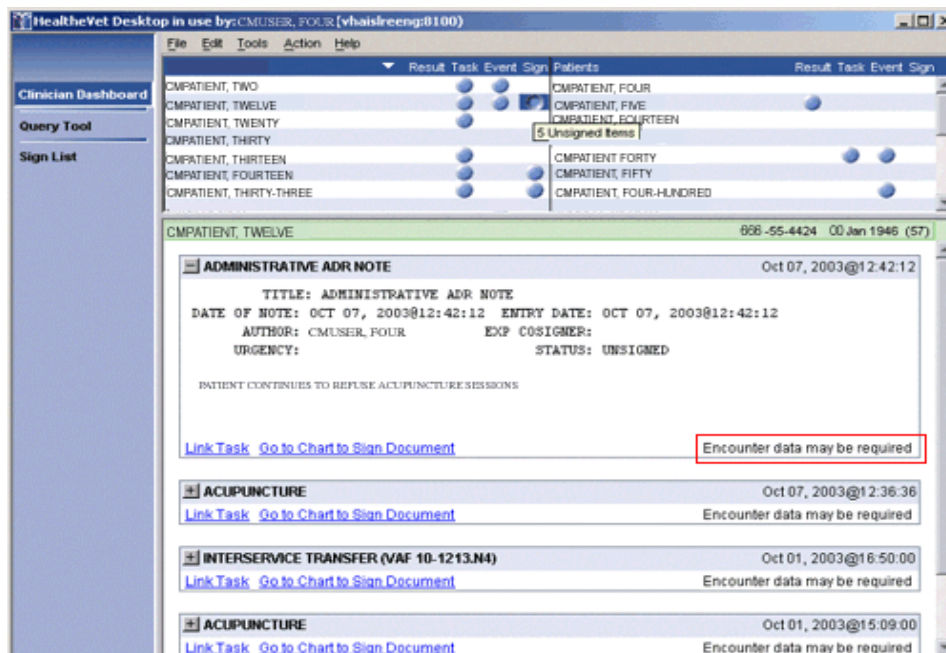 HealtheVet Desktop in use by: CMUSER, FOUR (vhaislreeng:8100)
File Edit Tools Action Help
Result Task Event Sign Patients Result Task Event Sign
Clinician Dashboard
Query Tool
Sign List
CMPATIENT, TWO CMPATIENT, FOUR
CMPATIENT, TWELVE CMPATIENT, FIVE
CMPATIENT, TWENTY CMPATIENT, FOURTEEN
5 Unsigned Items
CMPATIENT, THIRTY
CMPATIENT, THIRTEEN CMPATIENT FORTY
CMPATIENT, FOURTEEN CMPATIENT, FIFTY
CMPATIENT, THIRTY-THREE CMPATIENT, FOUR-HUNDRED
CMPATIENT, TWELVE 666-55-4424 00 Jan 1946 (57)
ADMINISTRATIVE ADR NOTE Oct 07, 2003@12:42:12
TITLE: ADMINISTRATIVE ADR NOTE
DATE OF NOTE: OCT 07, 2003@12:42:12 ENTRY DATE: OCT 07, 2003@12:42:12
AUTHOR: CMUSER, FOUR EXP COSIGNER:
URGENCY: STATUS: UNSIGNED
PATIENT CONTINUES TO REFUSE ACUPUNCTURE SESSIONS
Link Task Go to Chart to Sign Document Encounter data may be required
ACUPUNCTURE Oct 07, 2003@12:36:36
Link Task Go to Chart to Sign Document Encounter data may be required
INTERSERVICE TRANSFER (VAF 10-1213.N4) Oct 01, 2003@16:50:00
Link Task Go to Chart to Sign Document Encounter data may be required
ACUPUNCTURE Oct 01, 2003@15:09:00
Link Task Go to Chart to Sign Document Encounter data may be required